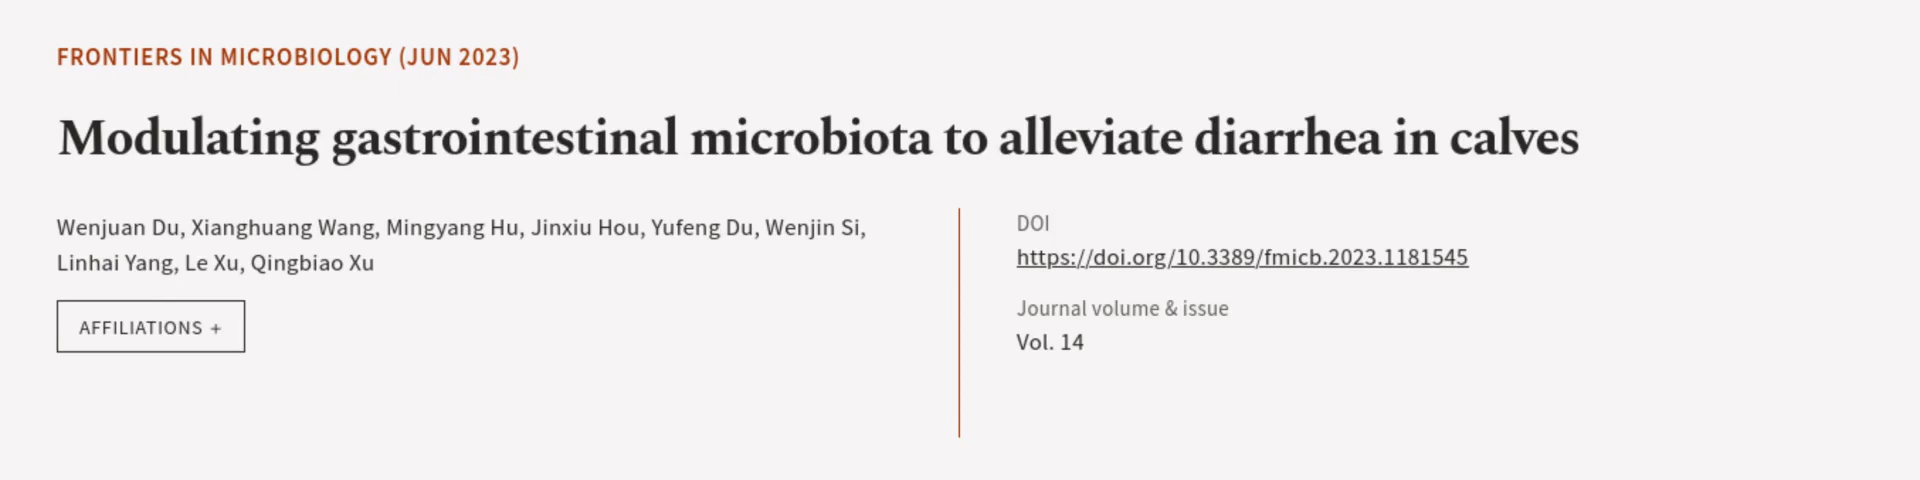 FRONTIERS IN MICROBIOLOGY (JUN 2023)
Modulating gastrointestinal microbiota to alleviate diarrhea in calves
Wenjuan Du, Xianghuang Wang, Mingyang Hu, Jinxiu Hou, Yufeng Du, Wenjin Si,
Linhai Yang, Le Xu, Qingbiao Xu
AFFILIATIONS +
DOI
https://doi.org/10.3389/fmicb.2023.1181545
Journal volume & issue
Vol. 14